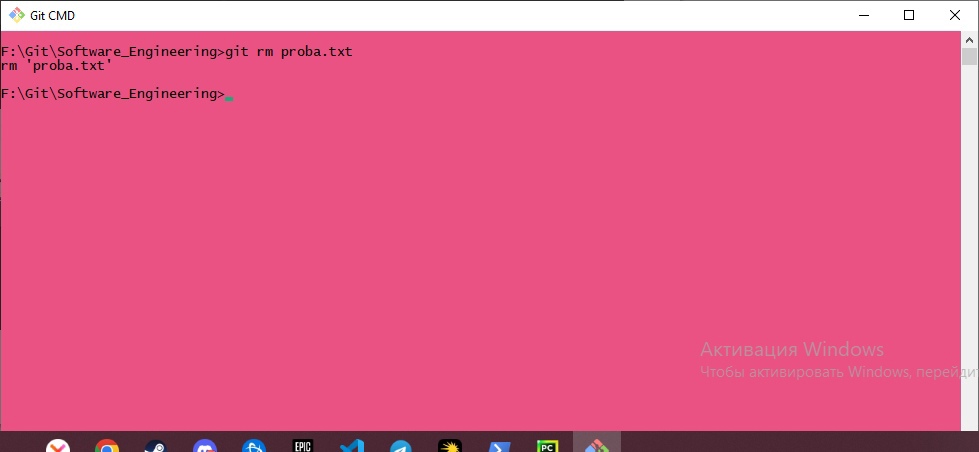 Git CMD
F:\Git\Software_Engineering>git rm proba.txt
rm 'proba.txt'
F:\Git\Software_Engineering>
Активация Windows
Чтобы активировать Windows, перейдит
EPIC
PC